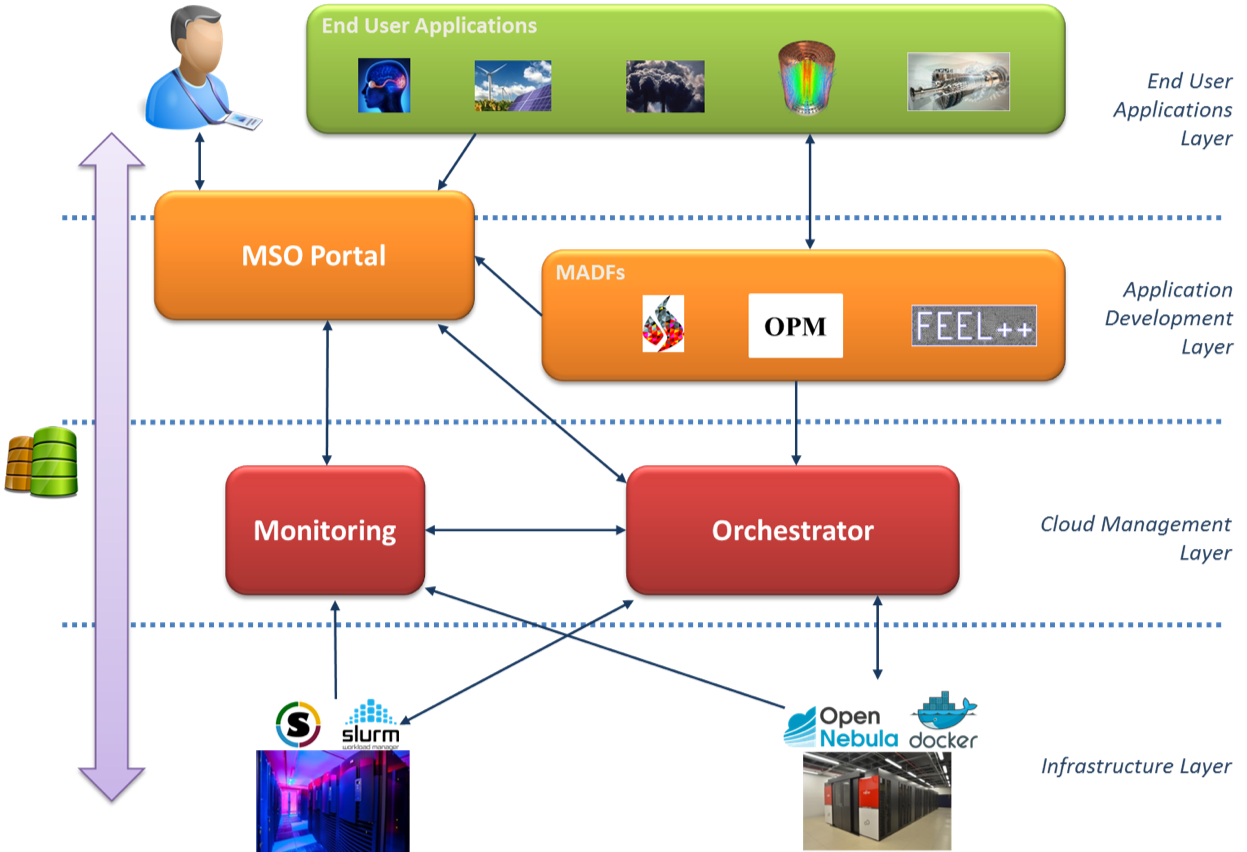 End User Applications
End User
Applications
Layer
MSO Portal
MADFs
OPM
FEEL++
Application
Development
Layer
Monitoring
Orchestrator
Cloud Management
Layer
S
slurm
workload manager
Open
Nebula
docker
Infrastructure Layer